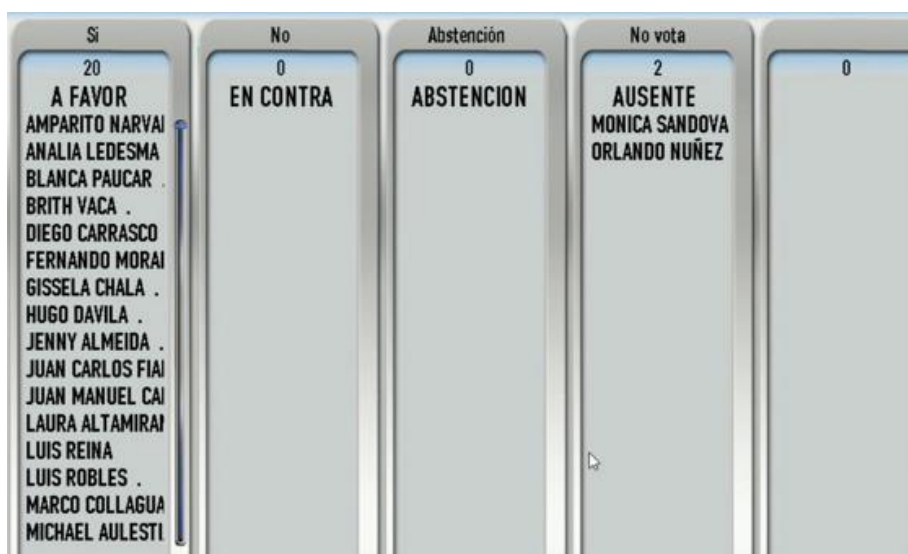 Si
20
A FAVOR
AMPARITO NARVAI
ANALIA LEDESMA
BLANCA PAUCAR .
BRITH VACA .
DIEGO CARRASCO
FERNANDO MORAI
GISSELA CHALA .
HUGO DAVILA .
JENNY ALMEIDA .
JUAN CARLOS FIAI
JUAN MANUEL CAI
LAURA ALTAMIRAN
LUIS REINA
LUIS ROBLES .
MARCO COLLAGUA
MICHAEL AULESTI
No
0
EN CONTRA
Abstención
0
ABSTENCION
No vota
2
AUSENTE
MONICA SANDOVA
ORLANDO NUÑEZ
0